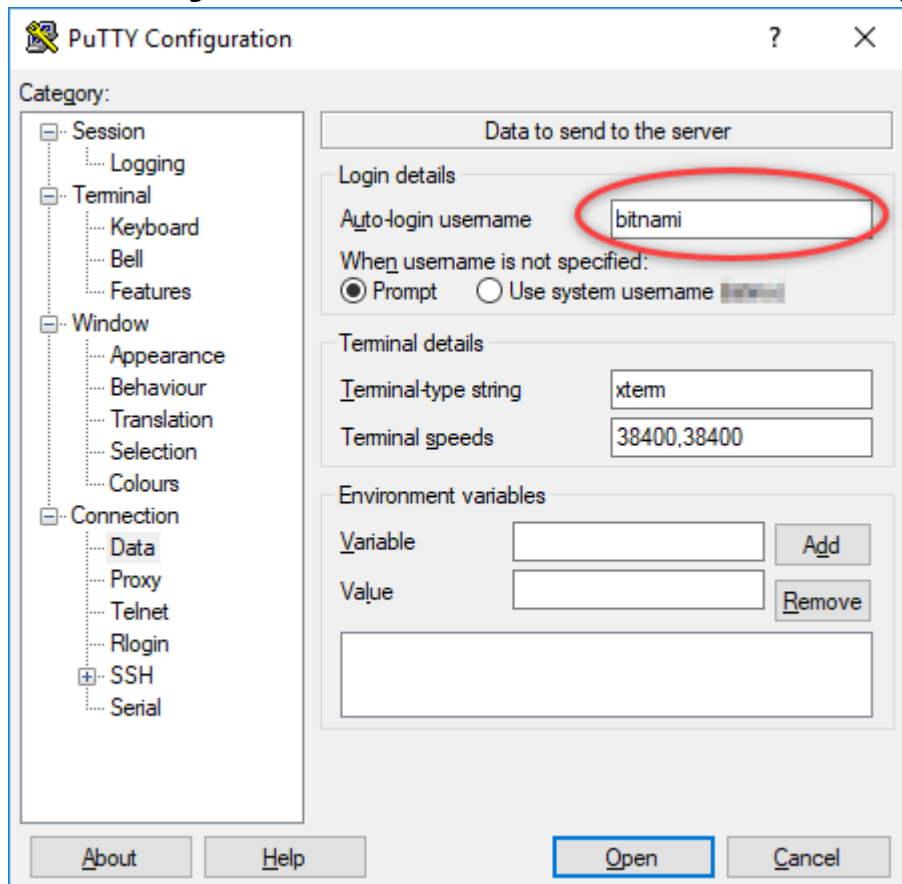 PuTTY Configuration
?
Category:
Session
Logging
Terminal
Keyboard
Bell
Features
Window
Appearance
Behaviour
Translation
Selection
Colours
Connection
Data
Proxy
Telnet
Rlogin
SSH
Serial
Data to send to the server
Login details
Auto-login username bitnami
When username is not specified:
Prompt Use system username
Terminal details
Terminal-type string xterm
Terminal speeds 38400,38400
Environment variables
Variable Add
Value Remove
About Help Open Cancel